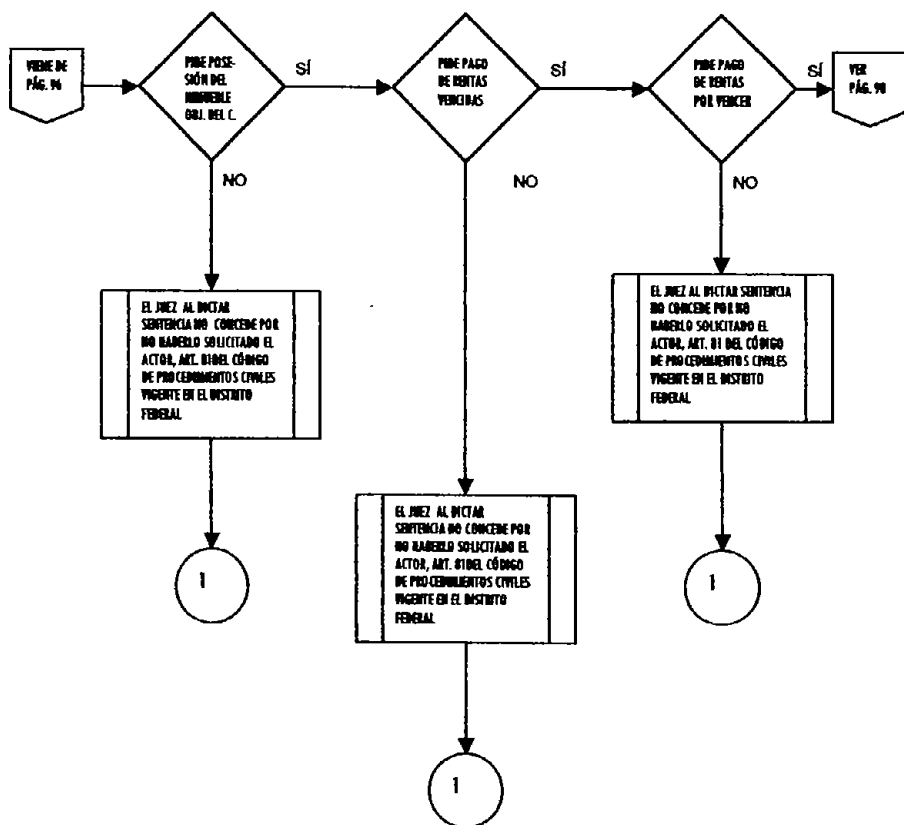 VIENE DE
PÁG. 96
PIDE POSE-
SIÓN DEL
INMUEBLE
OBJ. DEL C.
SÍ
NO
PIDE PAGO
DE RENTAS
VENCIDAS
SÍ
NO
PIDE PAGO
DE RENTAS
POR VENCER
SÍ
NO
VER
PÁG. 98
EL JUEZ AL DICTAR
SENTENCIA NO CONCEDE POR
NO HABERLO SOLICITADO EL
ACTOR, ART. 81 DEL CÓDIGO
DE PROCEDIMIENTOS CIVILES
VIGENTE EN EL DISTRITO
FEDERAL
1
EL JUEZ AL DICTAR
SENTENCIA NO CONCEDE POR
NO HABERLO SOLICITADO EL
ACTOR, ART. 81 DEL CÓDIGO
DE PROCEDIMIENTOS CIVILES
VIGENTE EN EL DISTRITO
FEDERAL
1
EL JUEZ AL DICTAR SENTENCIA
NO CONCEDE POR NO
HABERLO SOLICITADO EL
ACTOR, ART. 81 DEL CÓDIGO
DE PROCEDIMIENTOS CIVILES
VIGENTE EN EL DISTRITO
FEDERAL
1